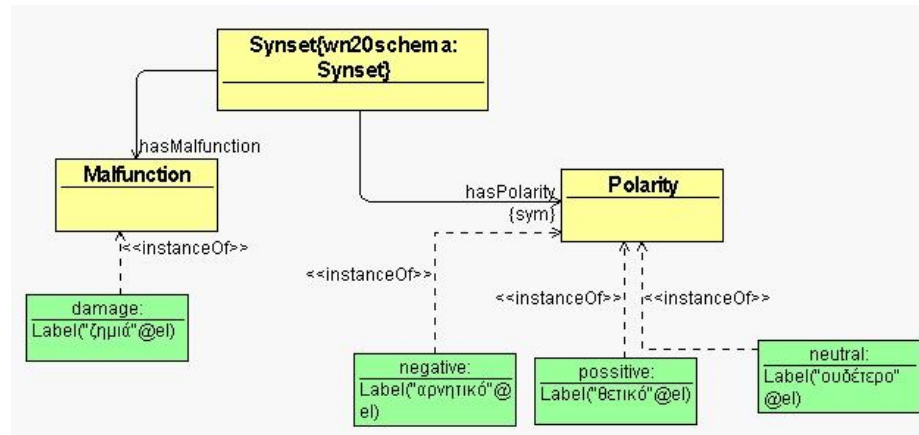 Synset{wn20schema:
Synset}
hasMalfunction
Malfunction
hasPolarity
{sym}
Polarity
<<instanceOf>>
<<instanceOf>>
<<instanceOf>>
<<instanceOf>>
damage:
Label("ζημιά"@el)
negative:
Label("αρνητικό"@
el)
possitive:
Label("θετικό"@el)
neutral:
Label("ουδέτερο"
@el)